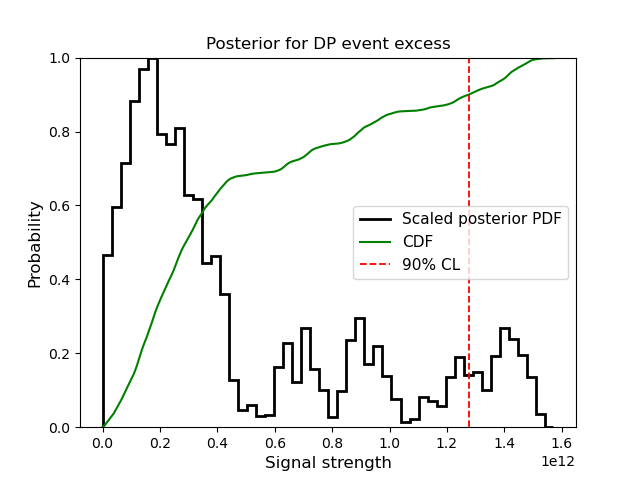 Posterior for DP event excess
1.0
0.8
0.6
0.4
0.2
0.0
Probability
Scaled posterior PDF
CDF
90% CL
0.0 0.2 0.4 0.6 0.8 1.0 1.2 1.4 1.6
1e12
Signal strength